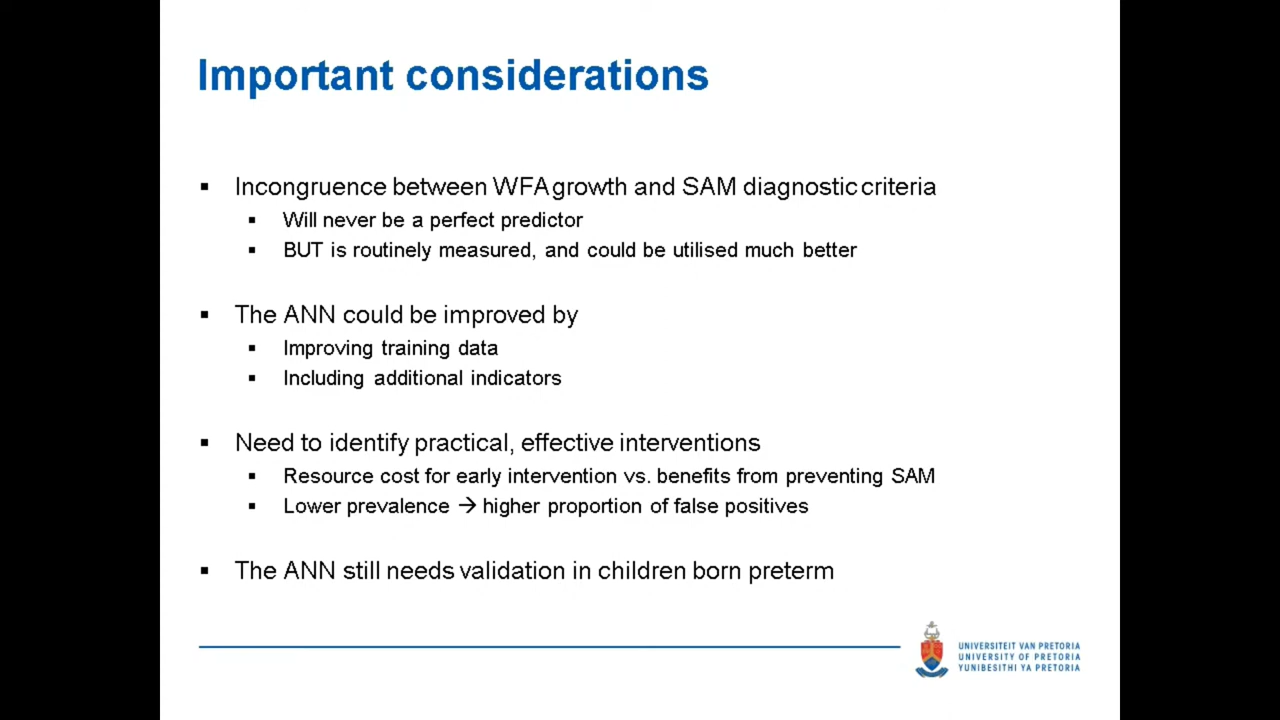 Important considerations
▪ Incongruence between WFA growth and SAM diagnostic criteria
▪ Will never be a perfect predictor
▪ BUT is routinely measured, and could be utilised much better
▪ The ANN could be improved by
▪ Improving training data
▪ Including additional indicators
▪ Need to identify practical, effective interventions
▪ Resource cost for early intervention vs. benefits from preventing SAM
▪ Lower prevalence → higher proportion of false positives
▪ The ANN still needs validation in children born preterm
UNIVERSITEIT VAN PRETORIA
UNIVERSITY OF PRETORIA
YUNIBESITHI YA PRETORIA